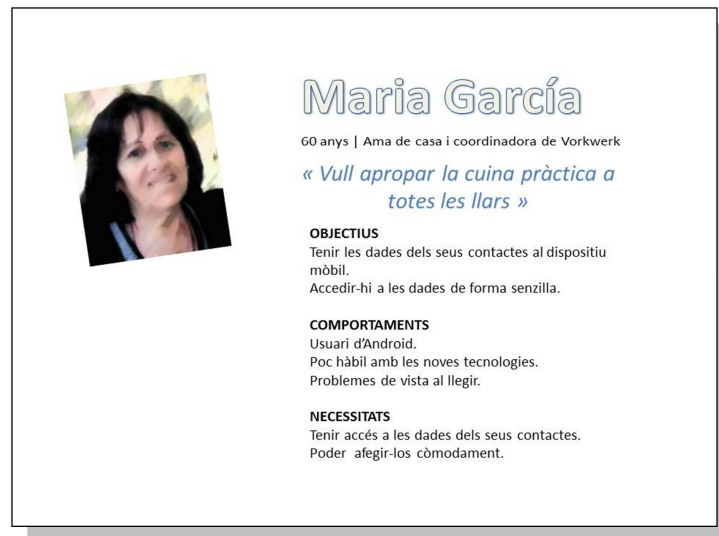 Maria García
60 anys | Ama de casa i coordinadora de Vorkwerk
« Vull apropar la cuina pràctica a
totes les llars »
OBJECTIUS
Tenir les dades dels seus contactes al dispositiu
mòbil.
Accedir-hi a les dades de forma senzilla.
COMPORTAMENTS
Usuari d’Android.
Poc hàbil amb les noves tecnologies.
Problemes de vista al llegir.
NECESSITATS
Tenir accés a les dades dels seus contactes.
Poder afegir-los còmodament.